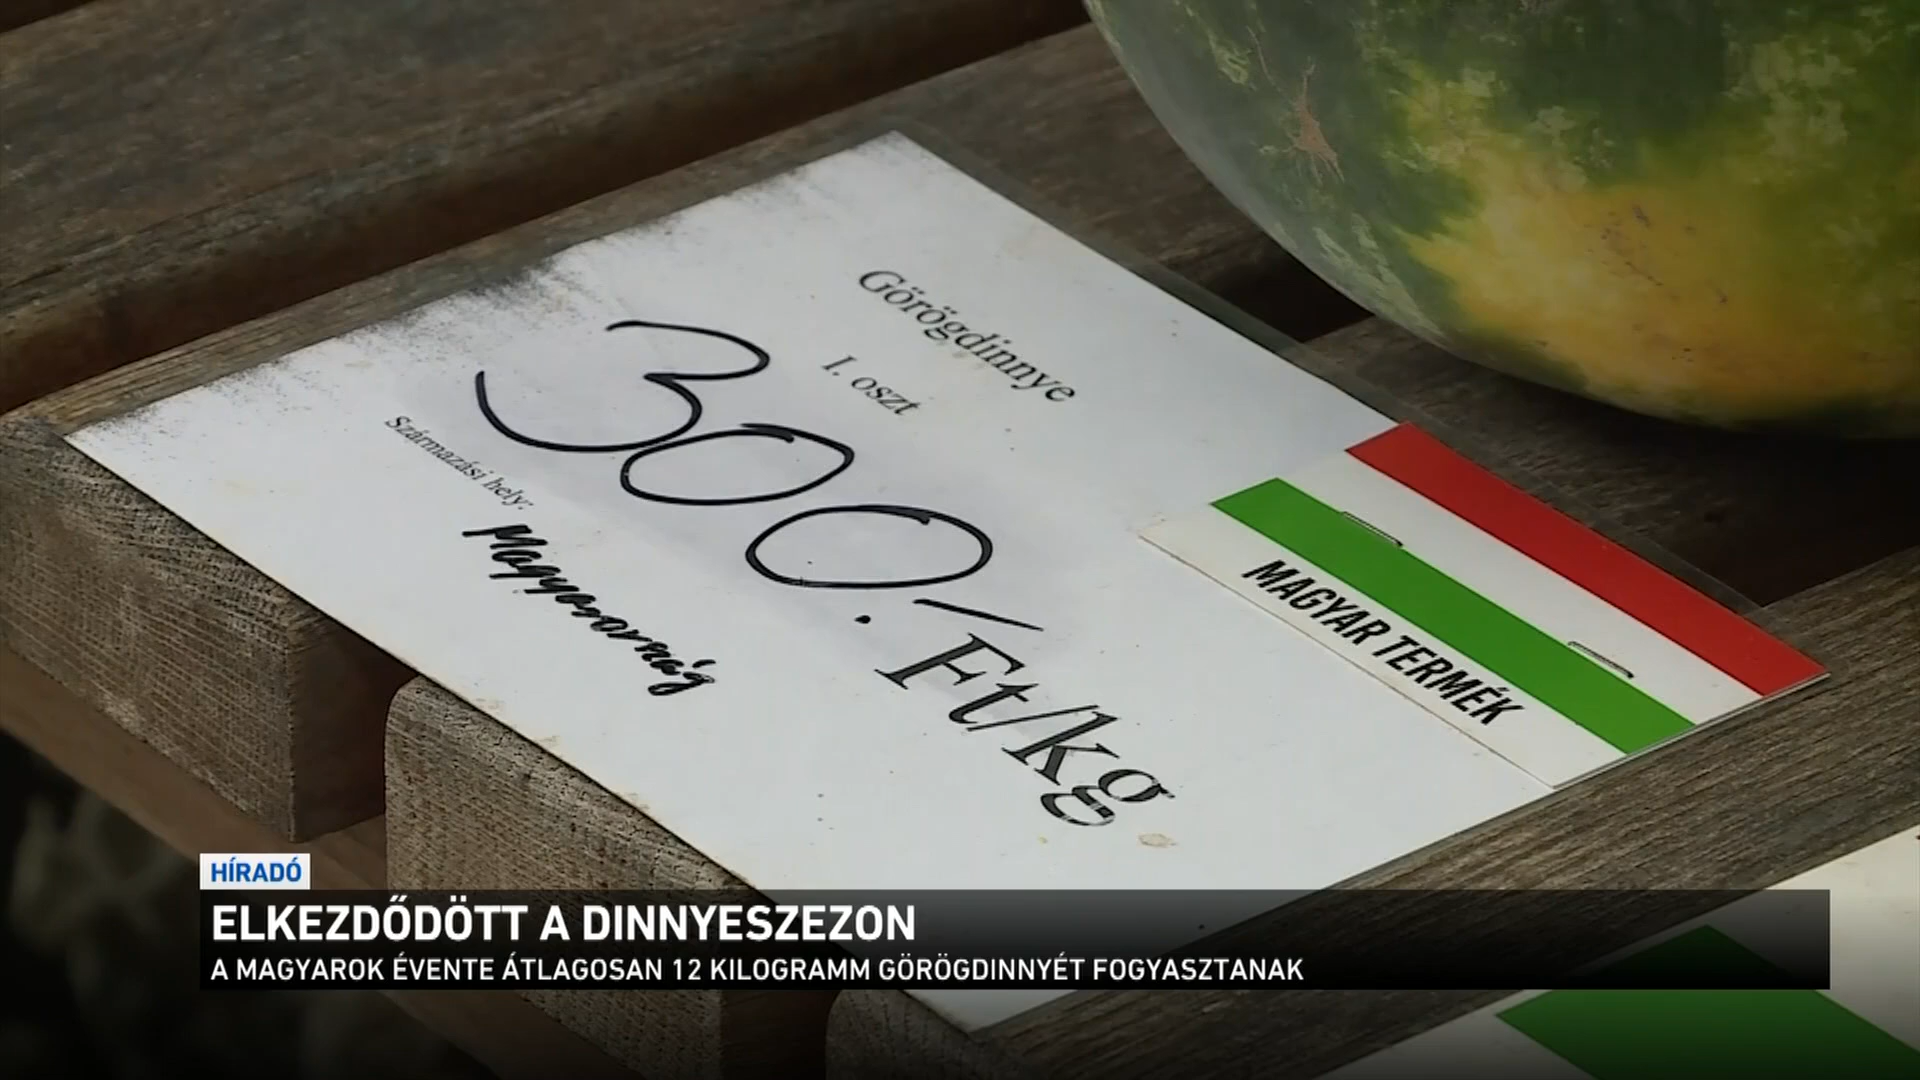 Görögdinnye
I. oszt
300.-
Ft/kg
Származási hely:
Magyarország
MAGYAR TERMÉK
HÍRADÓ
ELKEZDŐDÖTT A DINNYESZEZON
A MAGYAROK ÉVENTE ÁTLAGOSAN 12 KILOGRAMM GÖRÖGDINNYÉT FOGYASZTANAK